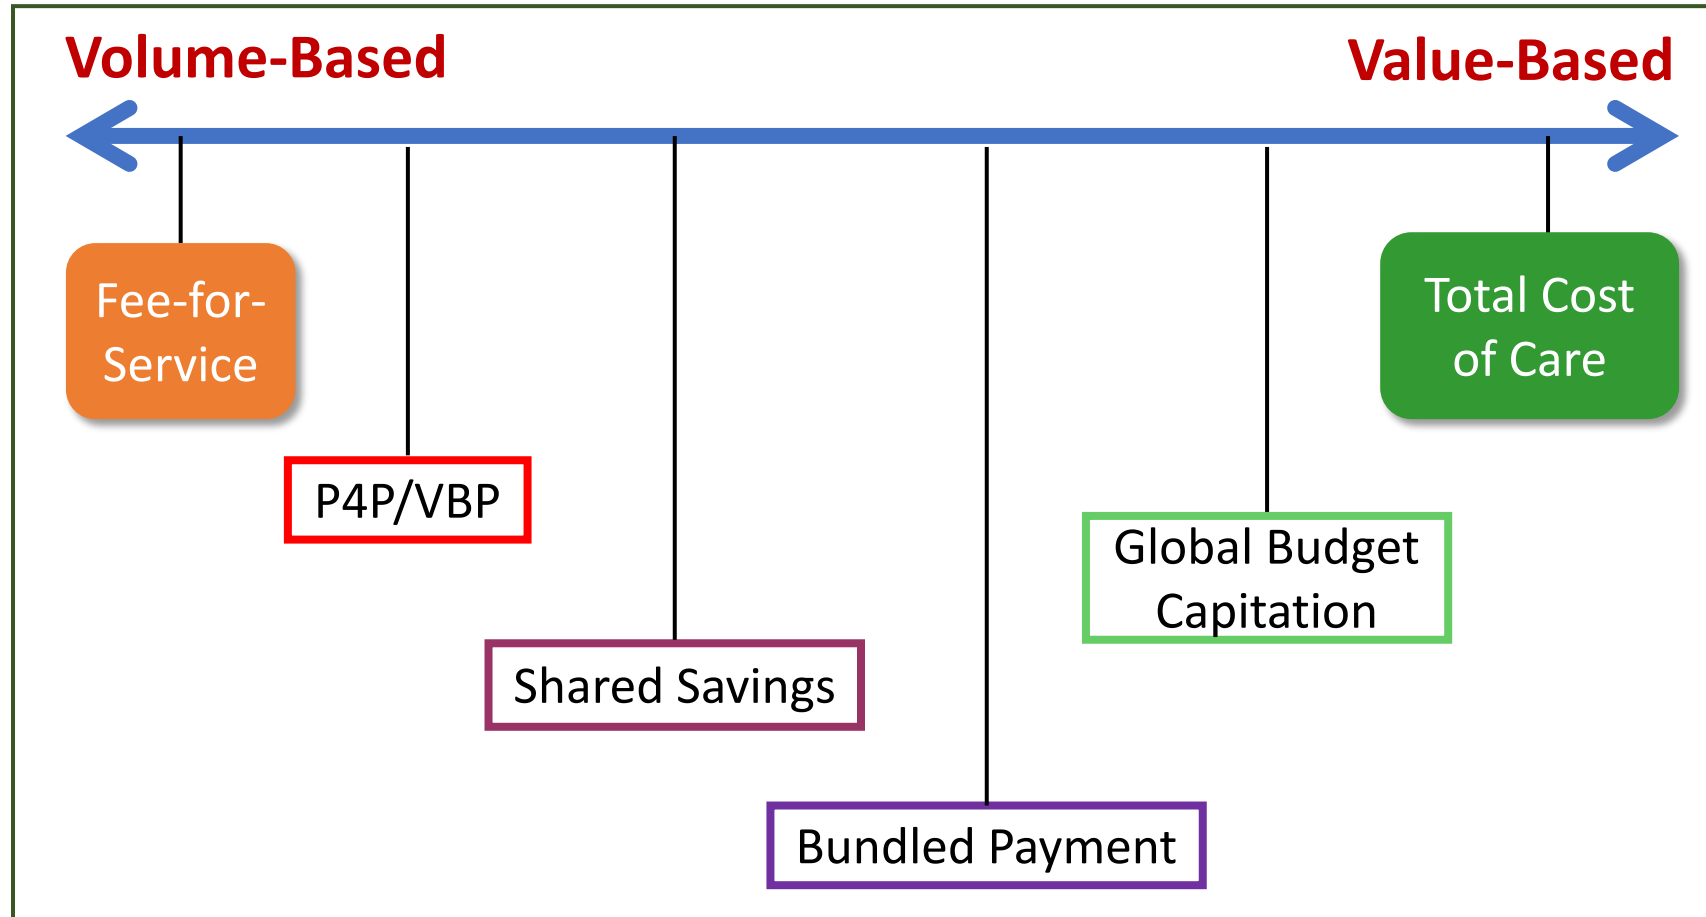 Volume-Based
Value-Based
Fee-for-
Service
Total Cost
of Care
P4P/VBP
Global Budget
Capitation
Shared Savings
Bundled Payment